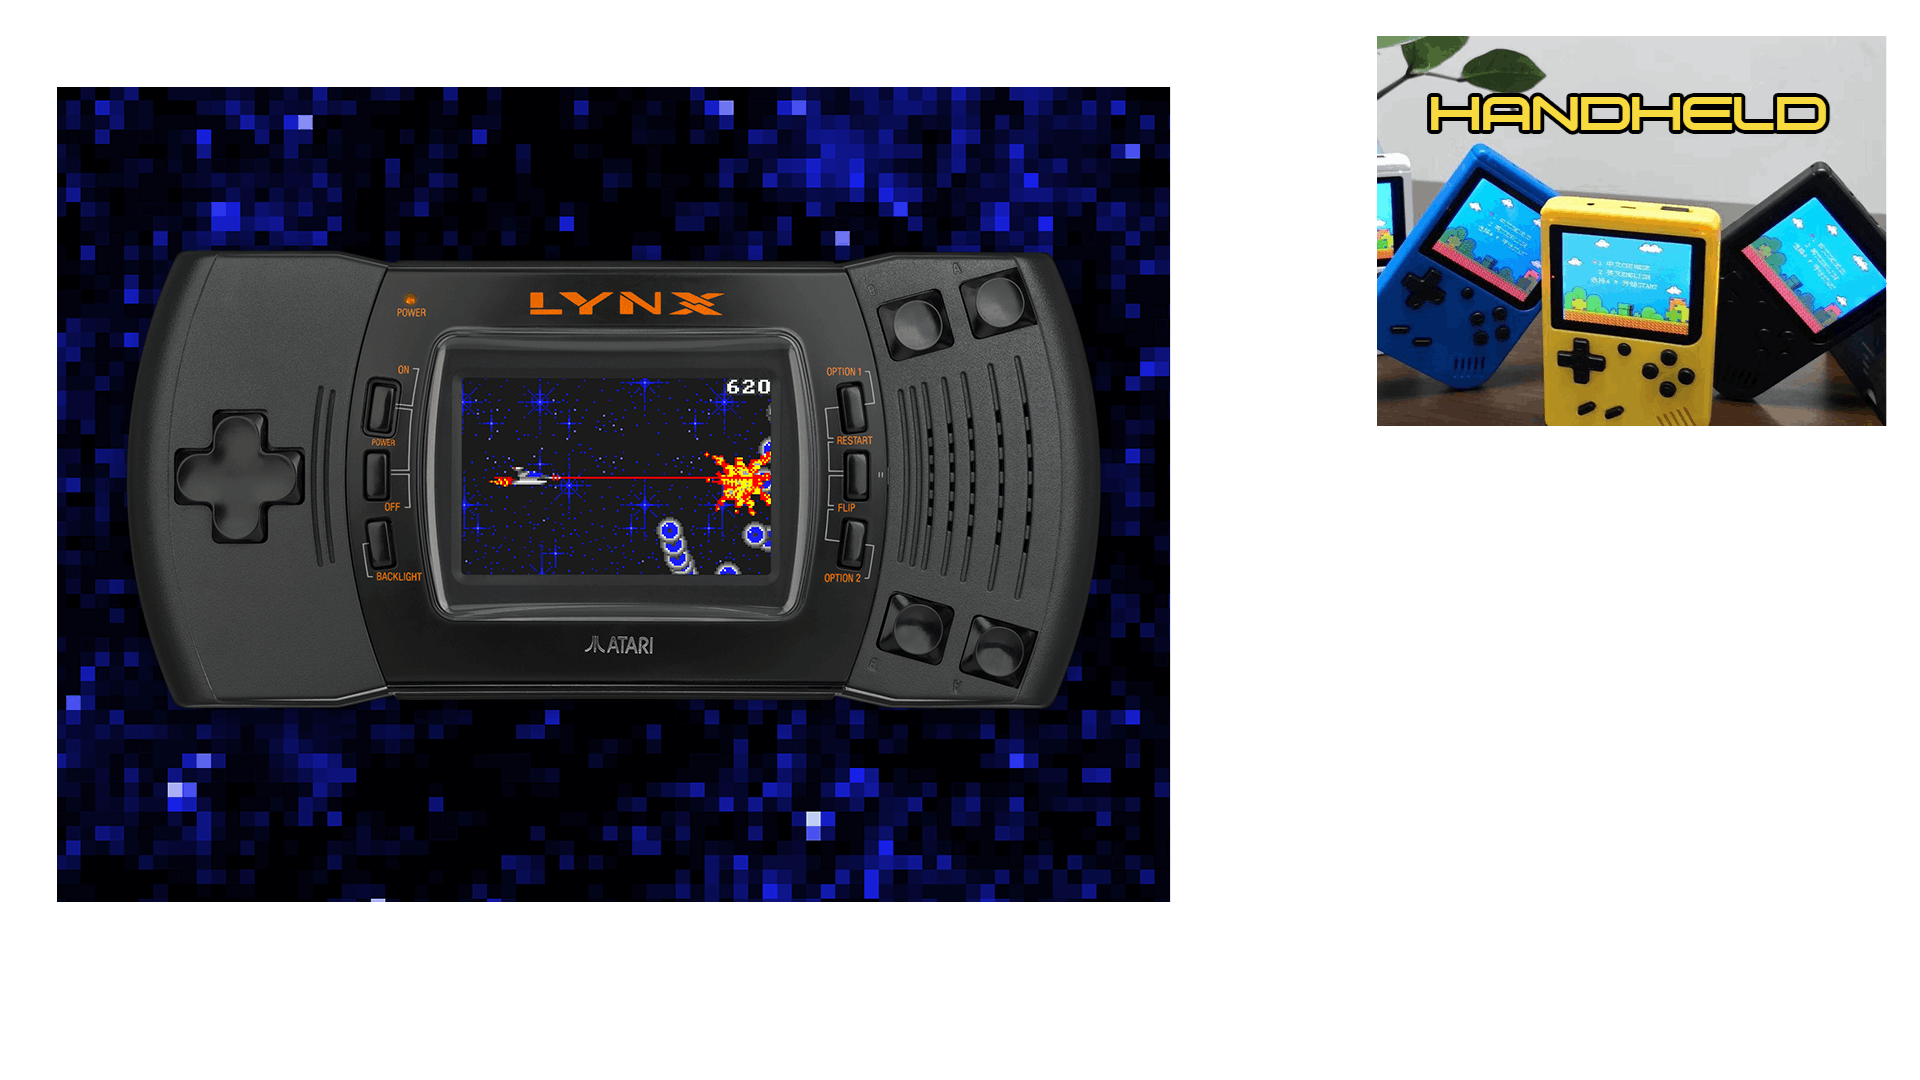 LYNX
POWER
ON
POWER
OFF
BACKLIGHT
620
OPTION 1
RESTART
FLIP
OPTION 2
ATARI
HANDHELD